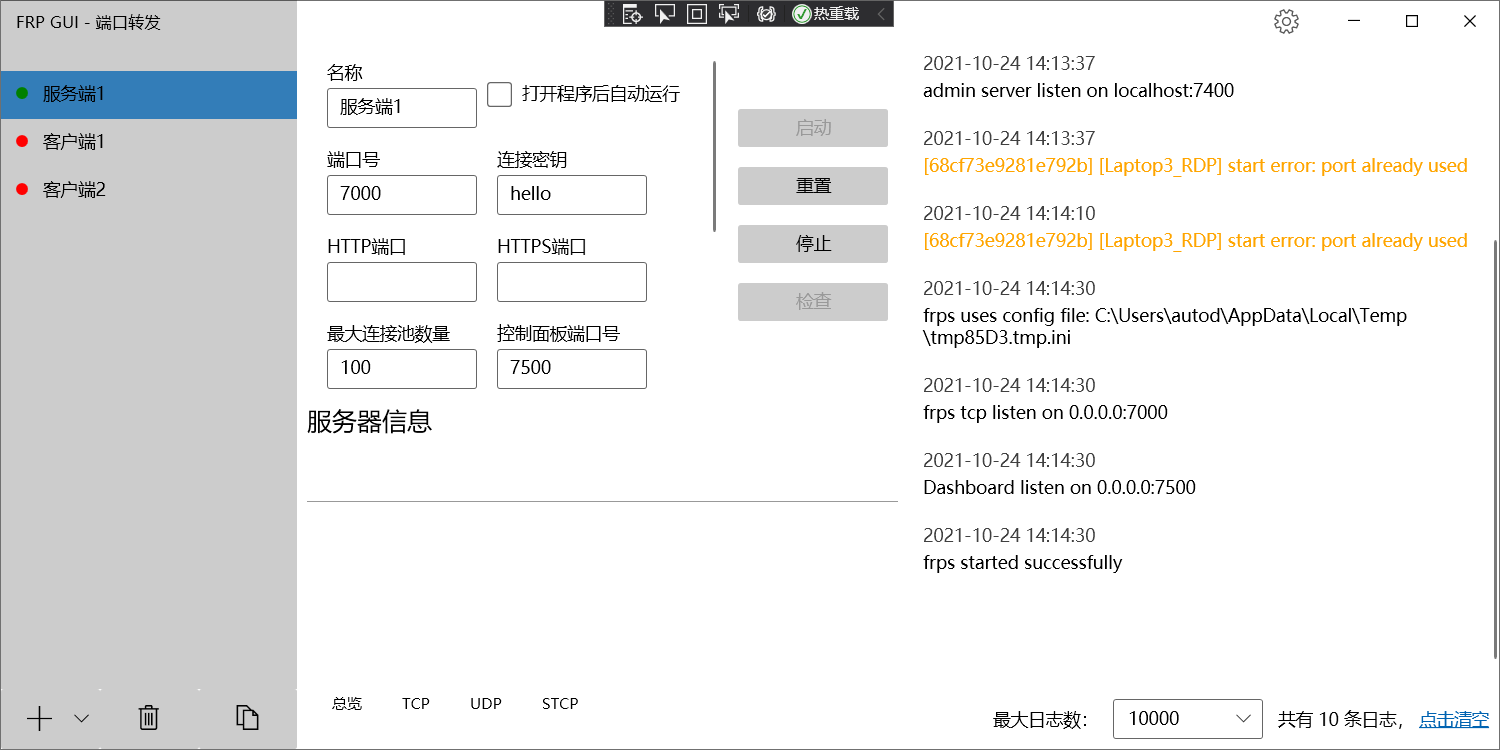 FRP GUI - 端口转发
热重载
服务端1
客户端1
客户端2
名称
服务端1
打开程序后自动运行
端口号
连接密钥
7000
hello
HTTP端口
HTTPS端口
最大连接池数量
控制面板端口号
100
7500
启动
重置
停止
检查
服务器信息
总览
TCP
UDP
STCP
2021-10-24 14:13:37
admin server listen on localhost:7400
2021-10-24 14:13:37
[68cf73e9281e792b] [Laptop3_RDP] start error: port already used
2021-10-24 14:14:10
[68cf73e9281e792b] [Laptop3_RDP] start error: port already used
2021-10-24 14:14:30
frps uses config file: C:\Users\autod\AppData\Local\Temp
\tmp85D3.tmp.ini
2021-10-24 14:14:30
frps tcp listen on 0.0.0.0:7000
2021-10-24 14:14:30
Dashboard listen on 0.0.0.0:7500
2021-10-24 14:14:30
frps started successfully
最大日志数：
10000
共有 10 条日志，
点击清空